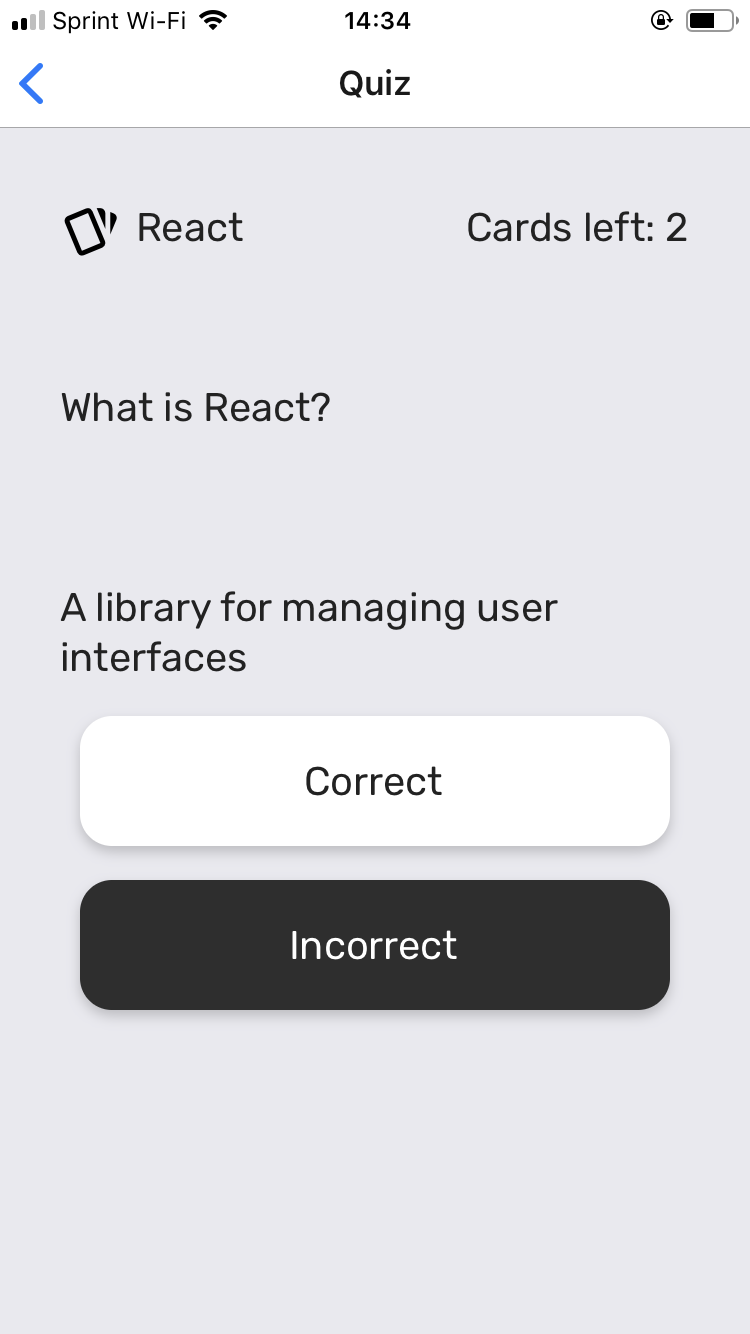 Sprint Wi-Fi 14:34
Quiz
React Cards left: 2
What is React?
A library for managing user
interfaces
Correct
Incorrect